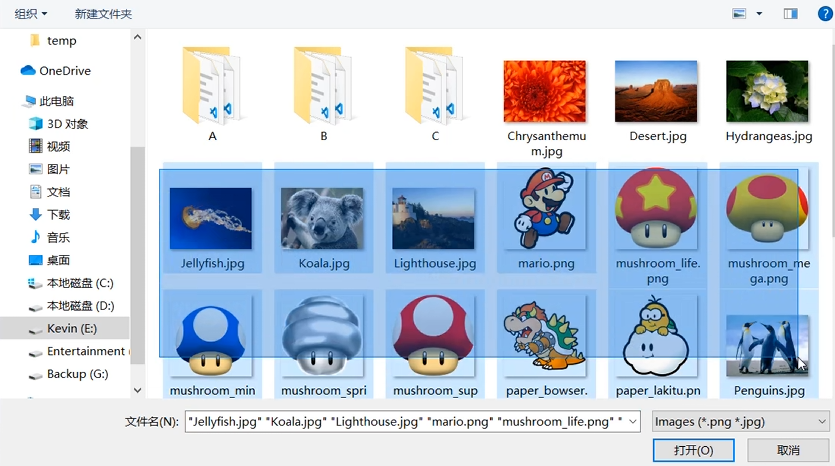 组织 新建文件夹 ?
temp
OneDrive
此电脑
3D 对象
视频
图片
文档
下载
音乐
桌面
本地磁盘 (C:)
本地磁盘 (D:)
Kevin (E:)
Entertainment
Backup (G:)
A B C Chrysanthemu Desert.jpg Hydrangeas.jpg
m.jpg
Jellyfish.jpg Koala.jpg Lighthouse.jpg mario.png mushroom_life. mushroom_me
png ga.png
mushroom_min mushroom_spri mushroom_sup paper_bowser. paper_lakitu.pn Penguins.jpg
文件名(N): "Jellyfish.jpg" "Koala.jpg" "Lighthouse.jpg" "mario.png" "mushroom_life.png" " Images (*.png *.jpg)
打开(O) 取消